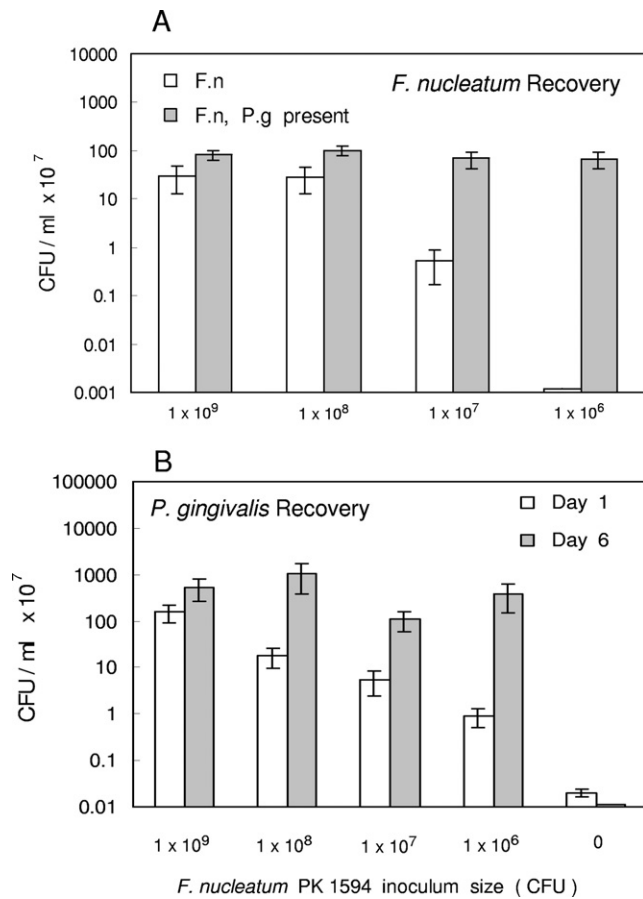 A
F.n
F.n, P.g present
F. nucleatum Recovery
CFU / ml x 10⁷
10000
1000
100
10
1
0.1
0.01
0.001
1 x 10⁹
1 x 10⁸
1 x 10⁷
1 x 10⁶
B
P. gingivalis Recovery
Day 1
Day 6
CFU / ml x 10⁷
100000
10000
1000
100
10
1
0.1
0.01
1 x 10⁹
1 x 10⁸
1 x 10⁷
1 x 10⁶
0
F. nucleatum PK 1594 inoculum size ( CFU )